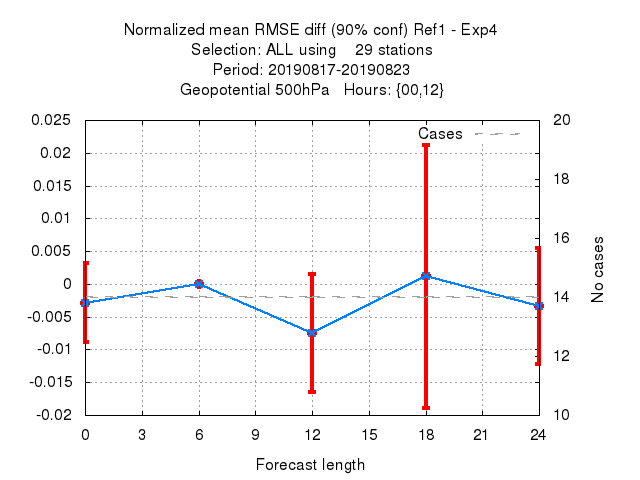 Normalized mean RMSE diff (90% conf) Ref1 - Exp4
Selection: ALL using    29 stations
Period: 20190817-20190823
Geopotential 500hPa   Hours: {00,12}
0.025
0.02
0.015
0.01
0.005
0
-0.005
-0.01
-0.015
-0.02
Cases
20
18
16
14
12
10
No cases
0 3 6 9 12 15 18 21 24
Forecast length